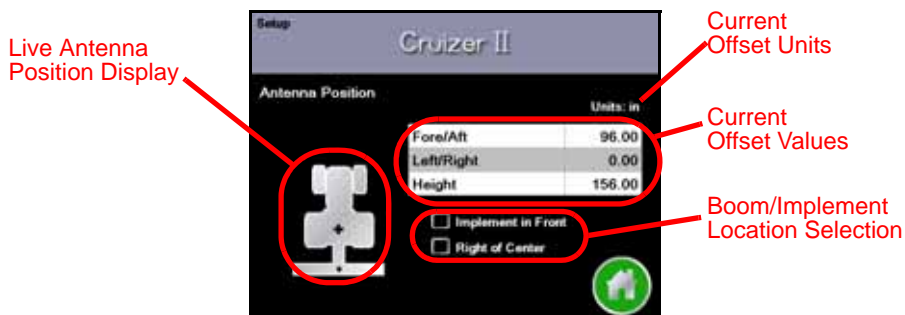 Live Antenna
Position Display
Setup
Cruizer II
Antenna Position
Units: in
Fore/Aft 96.00
Left/Right 0.00
Height 156.00
Implement in Front
Right of Center
Current
Offset Units
Current
Offset Values
Boom/Implement
Location Selection